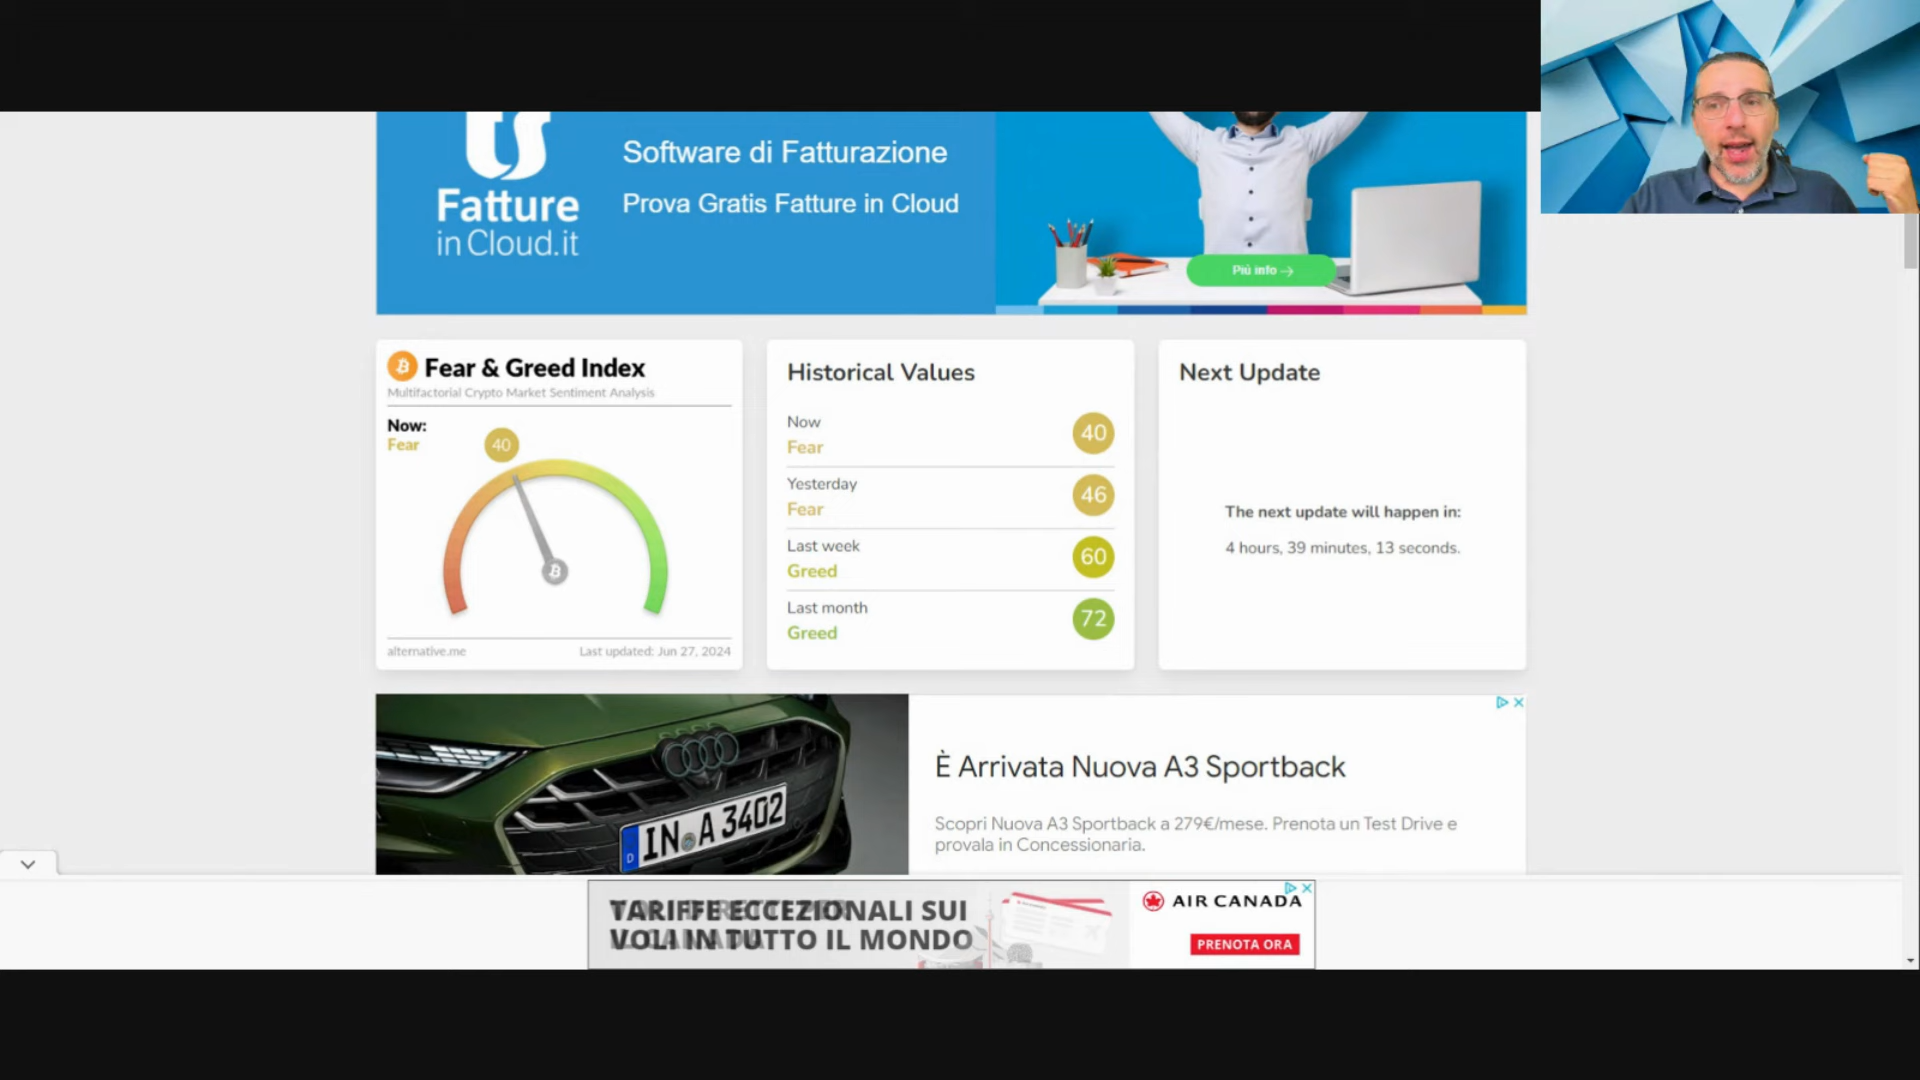 Software di Fatturazione
Prova Gratis Fatture in Cloud
Fatture
in Cloud.it
Più info →
Fear & Greed Index
Multifactorial Crypto Market Sentiment Analysis
Now:
Fear
40
alternative.me
Last updated: Jun 27, 2024
Historical Values
Now
Fear
40
Yesterday
Fear
46
Last week
Greed
60
Last month
Greed
72
Next Update
The next update will happen in:
4 hours, 39 minutes, 13 seconds.
IN A 3402
D
È Arrivata Nuova A3 Sportback
Scopri Nuova A3 Sportback a 279€/mese. Prenota un Test Drive e
provala in Concessionaria.
TARIFFE ECCEZIONALI SUI
VOLI IN TUTTO IL MONDO
AIR CANADA
PRENOTA ORA